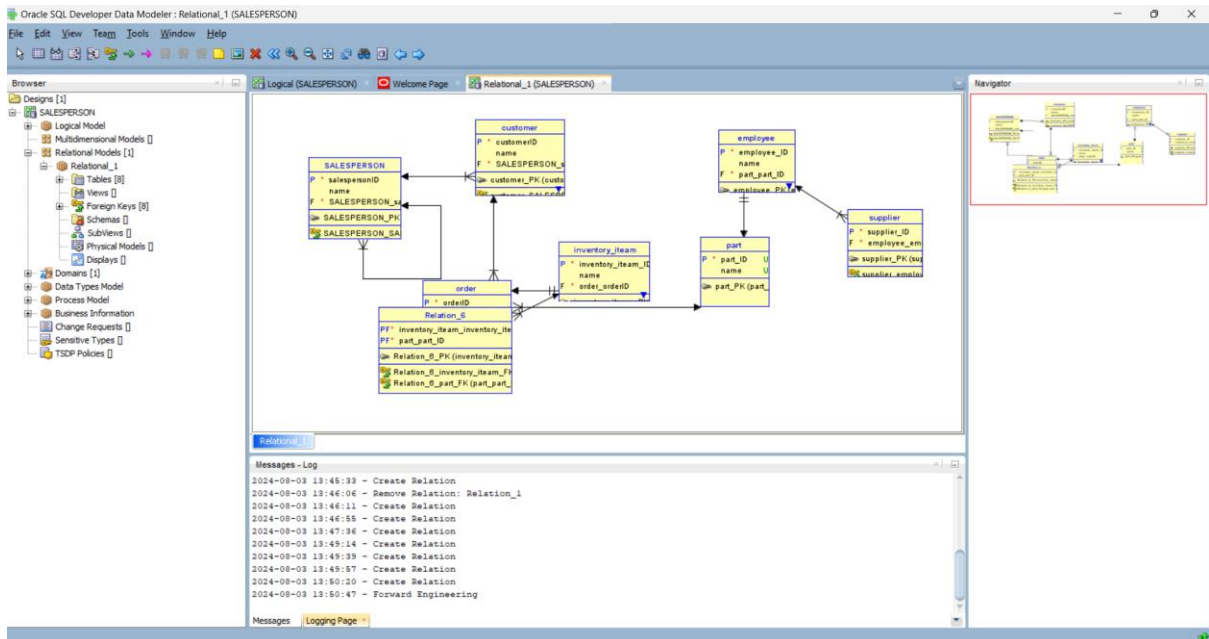 Oracle SQL Developer Data Modeler : Relational_1 (SALESPERSON)
File Edit View Team Tools Window Help
Browser
Designs [1]
SALESPERSON
Logical Model
Multidimensional Models []
Relational Models [1]
Relational_1
Tables [8]
Views []
Foreign Keys [8]
Schemas []
SubViews []
Physical Models []
Displays []
Domains [1]
Data Types Model
Process Model
Business Information
Change Requests []
Sensitive Types []
TSDP Policies []
Logical (SALESPERSON)
Welcome Page
Relational_1 (SALESPERSON)
SALESPERSON
P * salespersonID
name
F * SALESPERSON_sa
SALESPERSON_PK
SALESPERSON_SA
customer
P * customerID
name
F * SALESPERSON_s
customer_PK (custo
order
P * orderID
Relation_6
PF* inventory_iteam_inventory_ite
PF* part_part_ID
Relation_6_PK (inventory_itean
Relation_6_inventory_iteam_FK
Relation_6_part_FK (part_part_
inventory_iteam
P * inventory_iteam_ID
name
F * order_orderID
employee
P * employee_ID
name
F * part_part_ID
employee_PK
part
P * part_ID U
name U
part_PK (part_
supplier
P * supplier_ID
F * employee_em
supplier_PK (sup
supplier_employ
Relational_1
Messages - Log
2024-08-03 13:45:33 - Create Relation
2024-08-03 13:46:06 - Remove Relation: Relation_1
2024-08-03 13:46:11 - Create Relation
2024-08-03 13:46:55 - Create Relation
2024-08-03 13:47:36 - Create Relation
2024-08-03 13:49:14 - Create Relation
2024-08-03 13:49:39 - Create Relation
2024-08-03 13:49:57 - Create Relation
2024-08-03 13:50:20 - Create Relation
2024-08-03 13:50:47 - Forward Engineering
Messages
Logging Page
Navigator